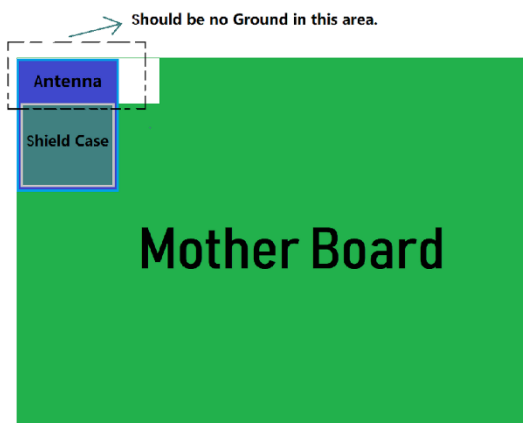 Should be no Ground in this area.
Antenna
Shield Case
Mother Board